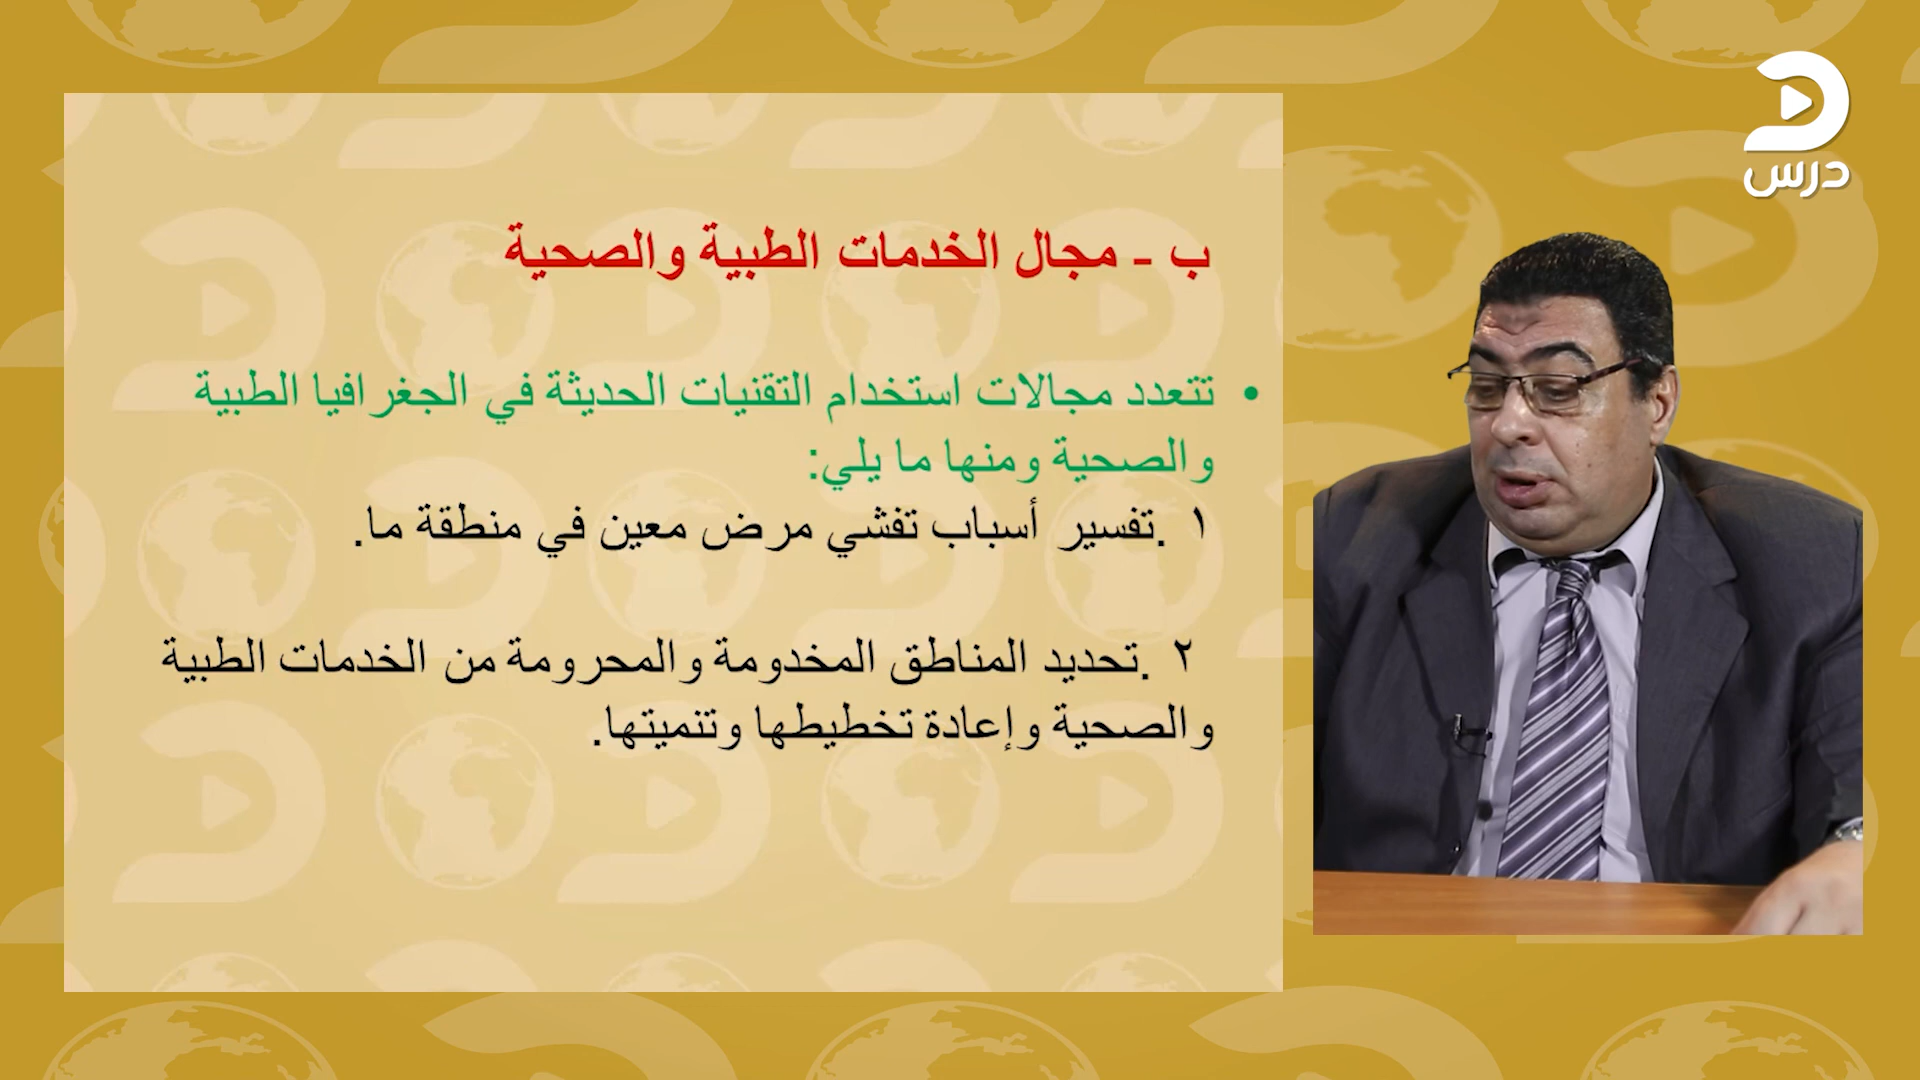 درس
ب - مجال الخدمات الطبية والصحية
• تتعدد مجالات استخدام التقنيات الحديثة في الجغرافيا الطبية
والصحية ومنها ما يلي:
١ .تفسير أسباب تفشي مرض معين في منطقة ما.
٢ .تحديد المناطق المخدومة والمحرومة من الخدمات الطبية
والصحية وإعادة تخطيطها وتنميتها.